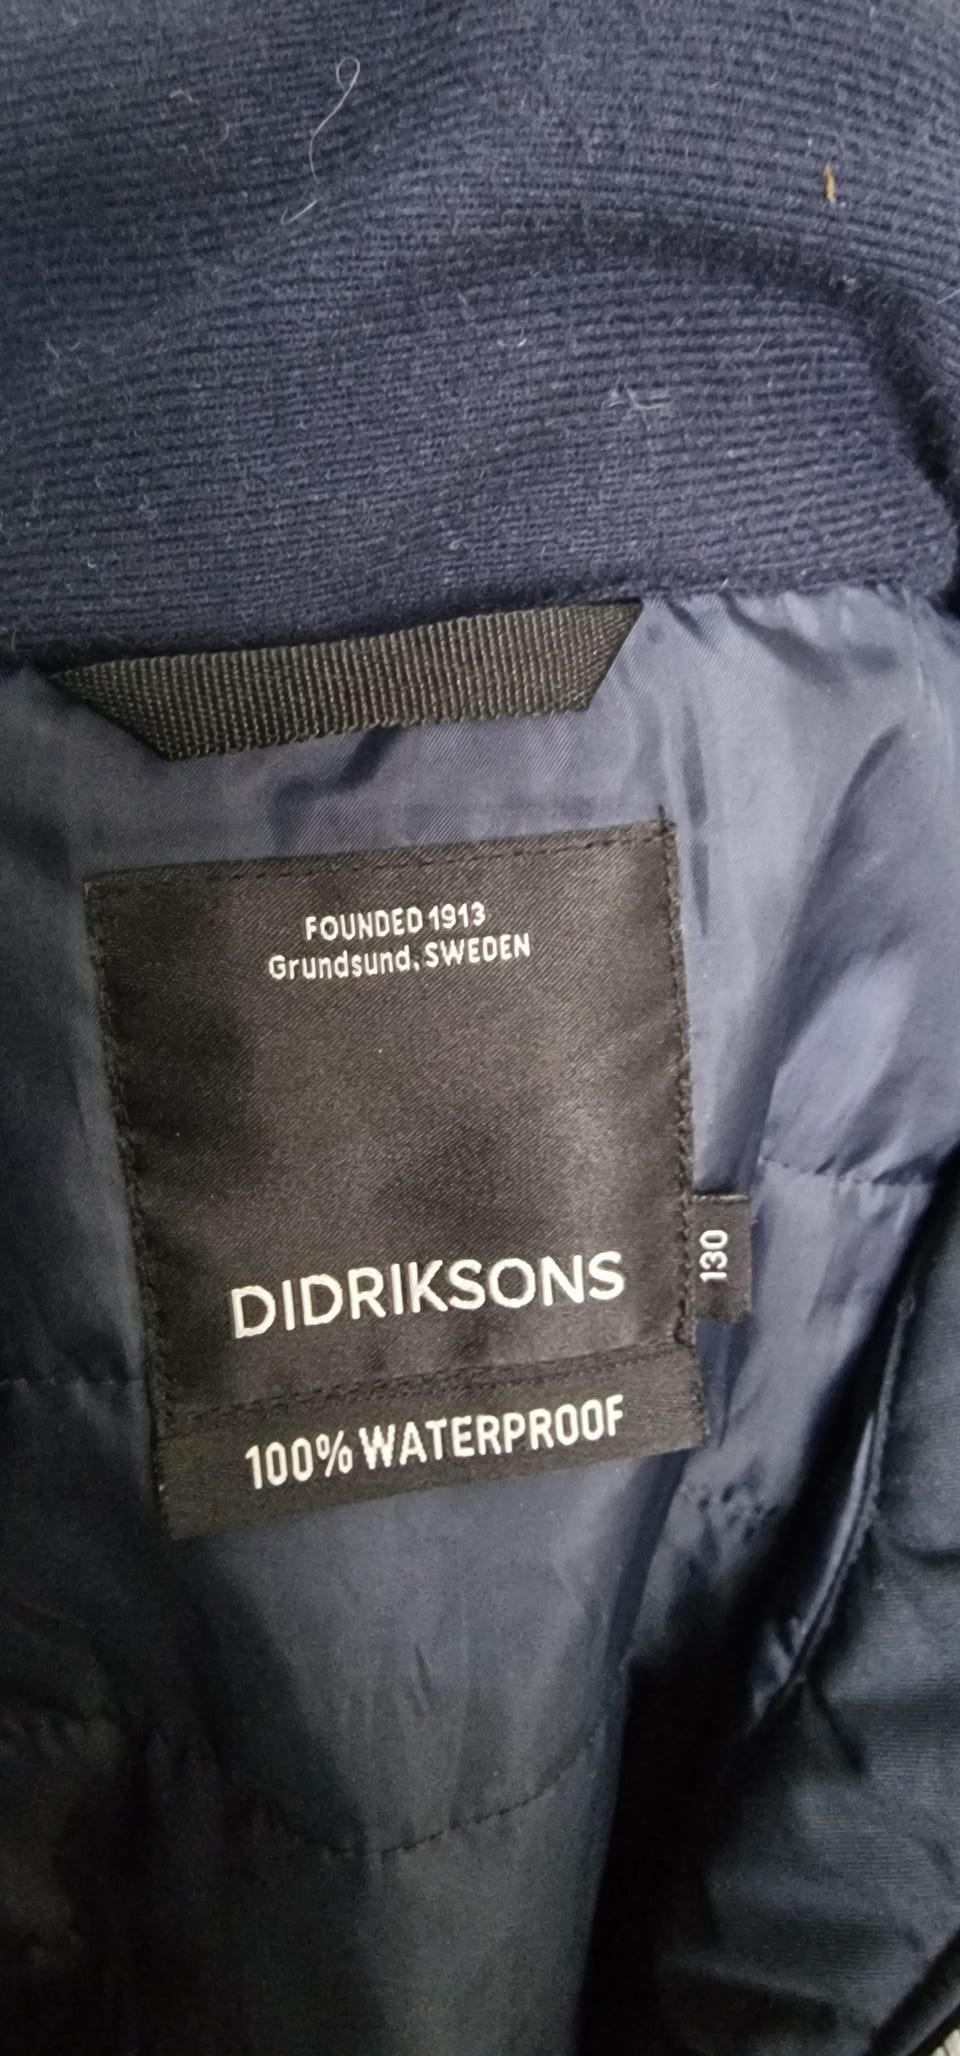 FOUNDED 1913
Grundsund, SWEDEN
DIDRIKSONS
130
100% WATERPROOF